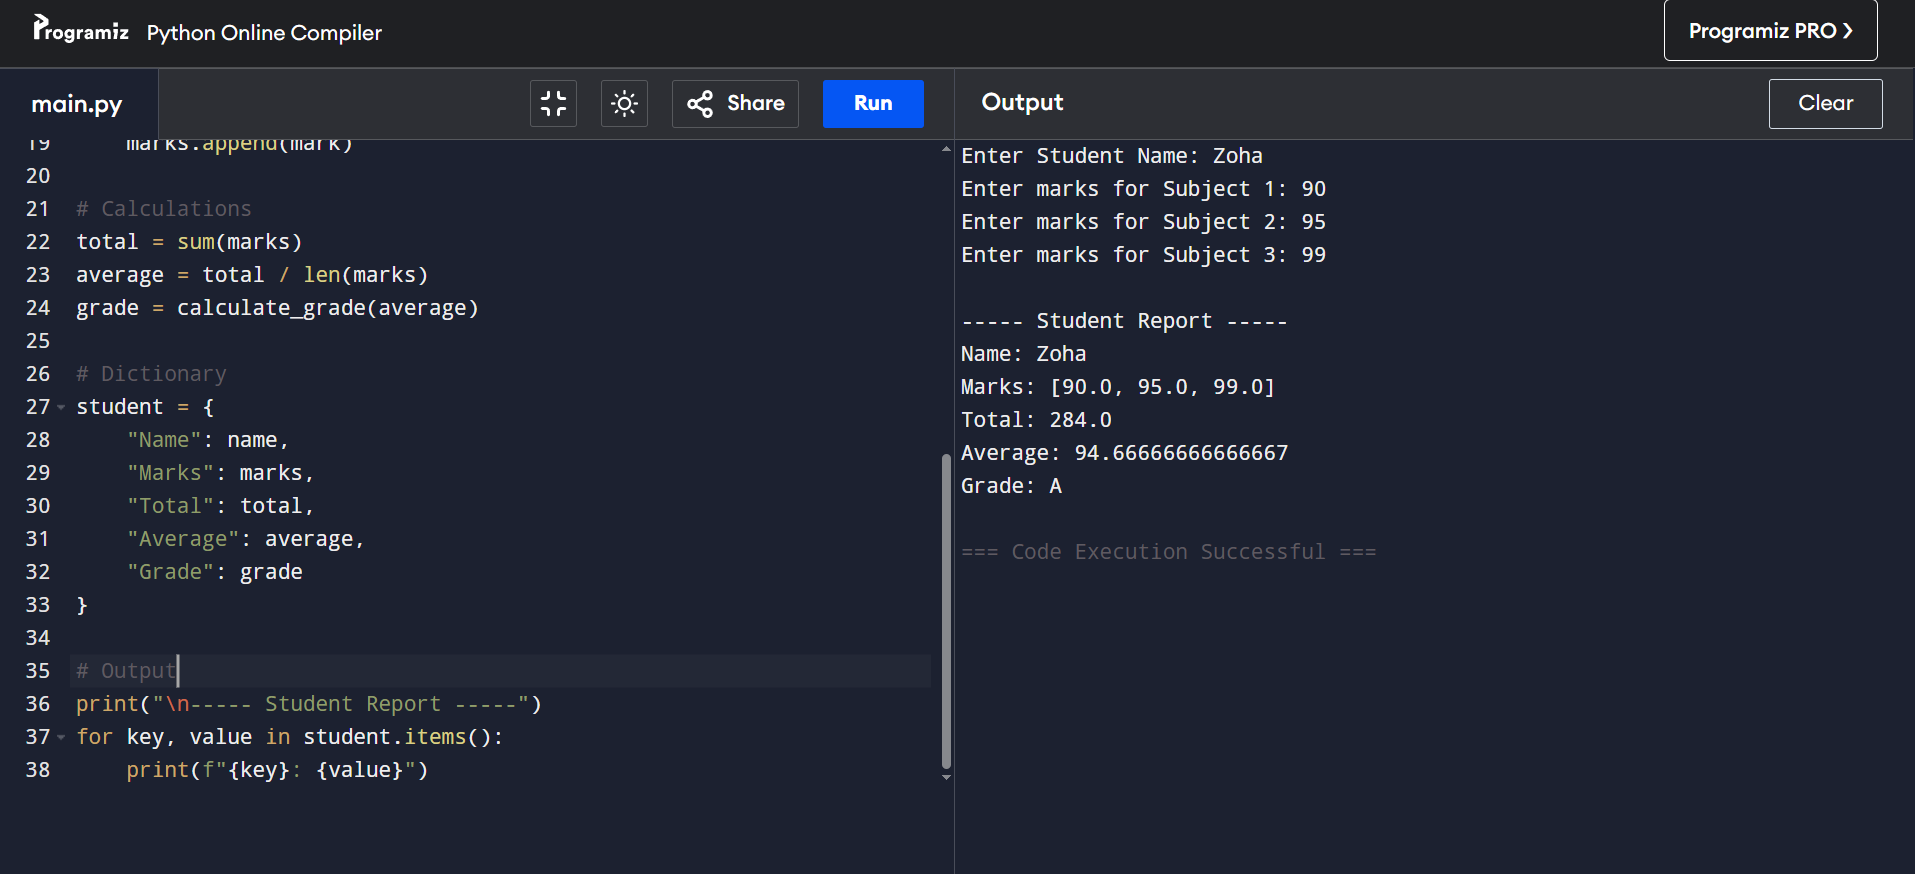 Programiz Python Online Compiler
Programiz PRO
main.py
Share
Run
Output
Clear
19     marks.append(mark)
20
21 # Calculations
22 total = sum(marks)
23 average = total / len(marks)
24 grade = calculate_grade(average)
25
26 # Dictionary
27 student = {
28     "Name": name,
29     "Marks": marks,
30     "Total": total,
31     "Average": average,
32     "Grade": grade
33 }
34
35 # Output
36 print("\n----- Student Report -----")
37 for key, value in student.items():
38     print(f"{key}: {value}")
Enter Student Name: Zoha
Enter marks for Subject 1: 90
Enter marks for Subject 2: 95
Enter marks for Subject 3: 99
----- Student Report -----
Name: Zoha
Marks: [90.0, 95.0, 99.0]
Total: 284.0
Average: 94.66666666666667
Grade: A
=== Code Execution Successful ===